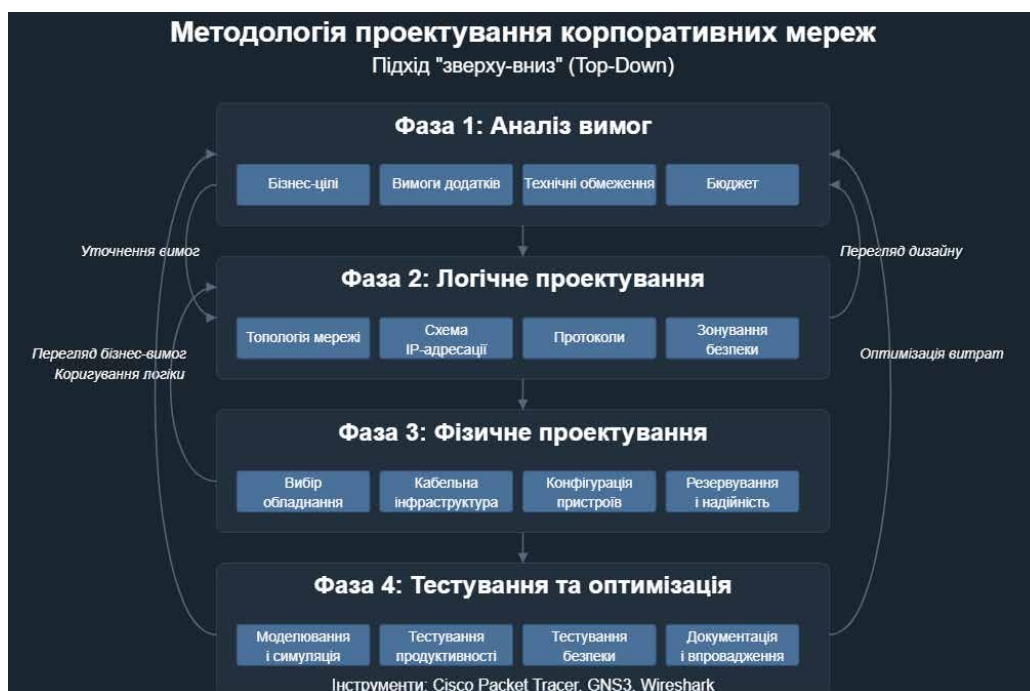 Методологія проектування корпоративних мереж
Підхід "зверху-вниз" (Top-Down)
Фаза 1: Аналіз вимог
Бізнес-цілі
Вимоги додатків
Технічні обмеження
Бюджет
Уточнення вимог
Перегляд дизайну
Фаза 2: Логічне проектування
Топологія мережі
Схема
IP-адресації
Протоколи
Зонування
безпеки
Перегляд бізнес-вимог
Коригування логіки
Оптимізація витрат
Фаза 3: Фізичне проектування
Вибір
обладнання
Кабельна
інфраструктура
Конфігурація
пристроїв
Резервування
і надійність
Фаза 4: Тестування та оптимізація
Моделювання
і симуляція
Тестування
продуктивності
Тестування
безпеки
Документація
і впровадження
Інструменти: Cisco Packet Tracer, GNS3, Wireshark